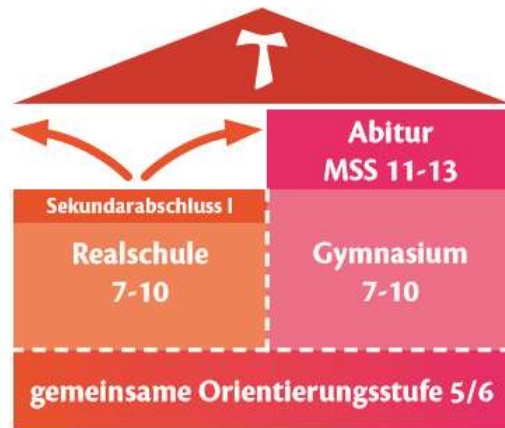 Abitur
MSS 11-13
Sekundarabschluss I
Realschule
7-10
Gymnasium
7-10
gemeinsame Orientierungsstufe 5/6